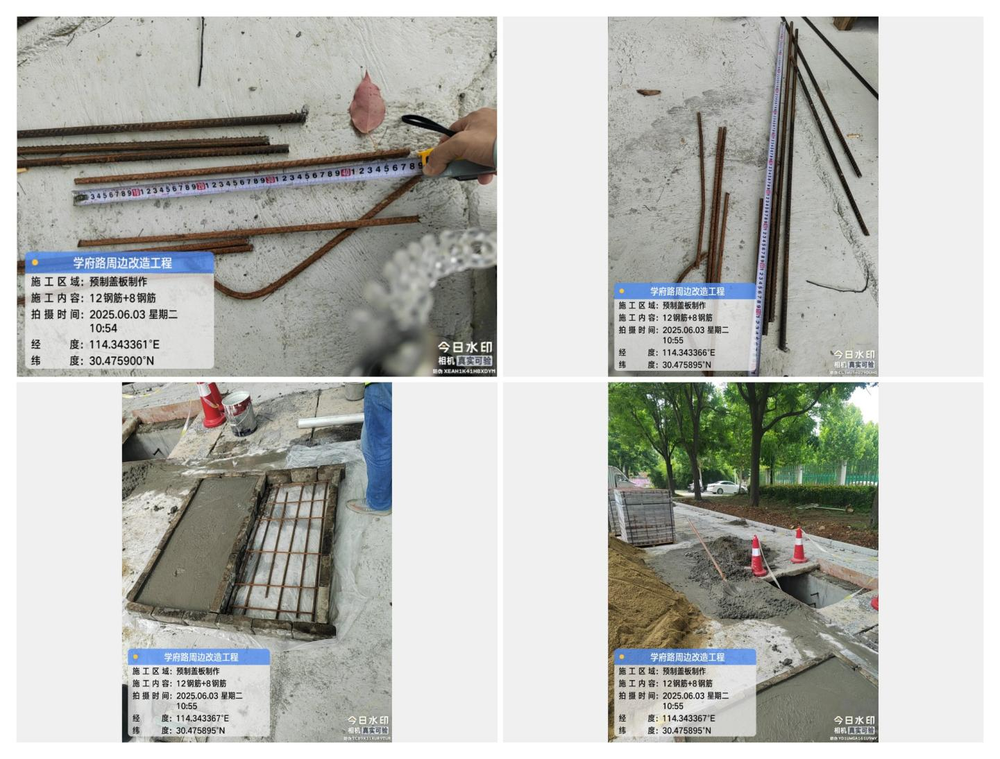 学府路周边改造工程
施工区域：预制盖板制作
施工内容：12钢筋+8钢筋
拍摄时间：2025.06.03 星期二
10:54
经度：114.343361°E
纬度：30.475900°N
今日水印
相机真实可验
防伪 XEAH1K41HBXDYM
学府路周边改造工程
施工区域：预制盖板制作
施工内容：12钢筋+8钢筋
拍摄时间：2025.06.03 星期二
10:55
经度：114.343366°E
纬度：30.475895°N
今日水印
相机真实可验
学府路周边改造工程
施工区域：预制盖板制作
施工内容：12钢筋+8钢筋
拍摄时间：2025.06.03 星期二
10:55
经度：114.343367°E
纬度：30.475895°N
今日水印
相机真实可验
学府路周边改造工程
施工区域：预制盖板制作
施工内容：12钢筋+8钢筋
拍摄时间：2025.06.03 星期二
10:55
经度：114.343367°E
纬度：30.475895°N
今日水印
相机真实可验